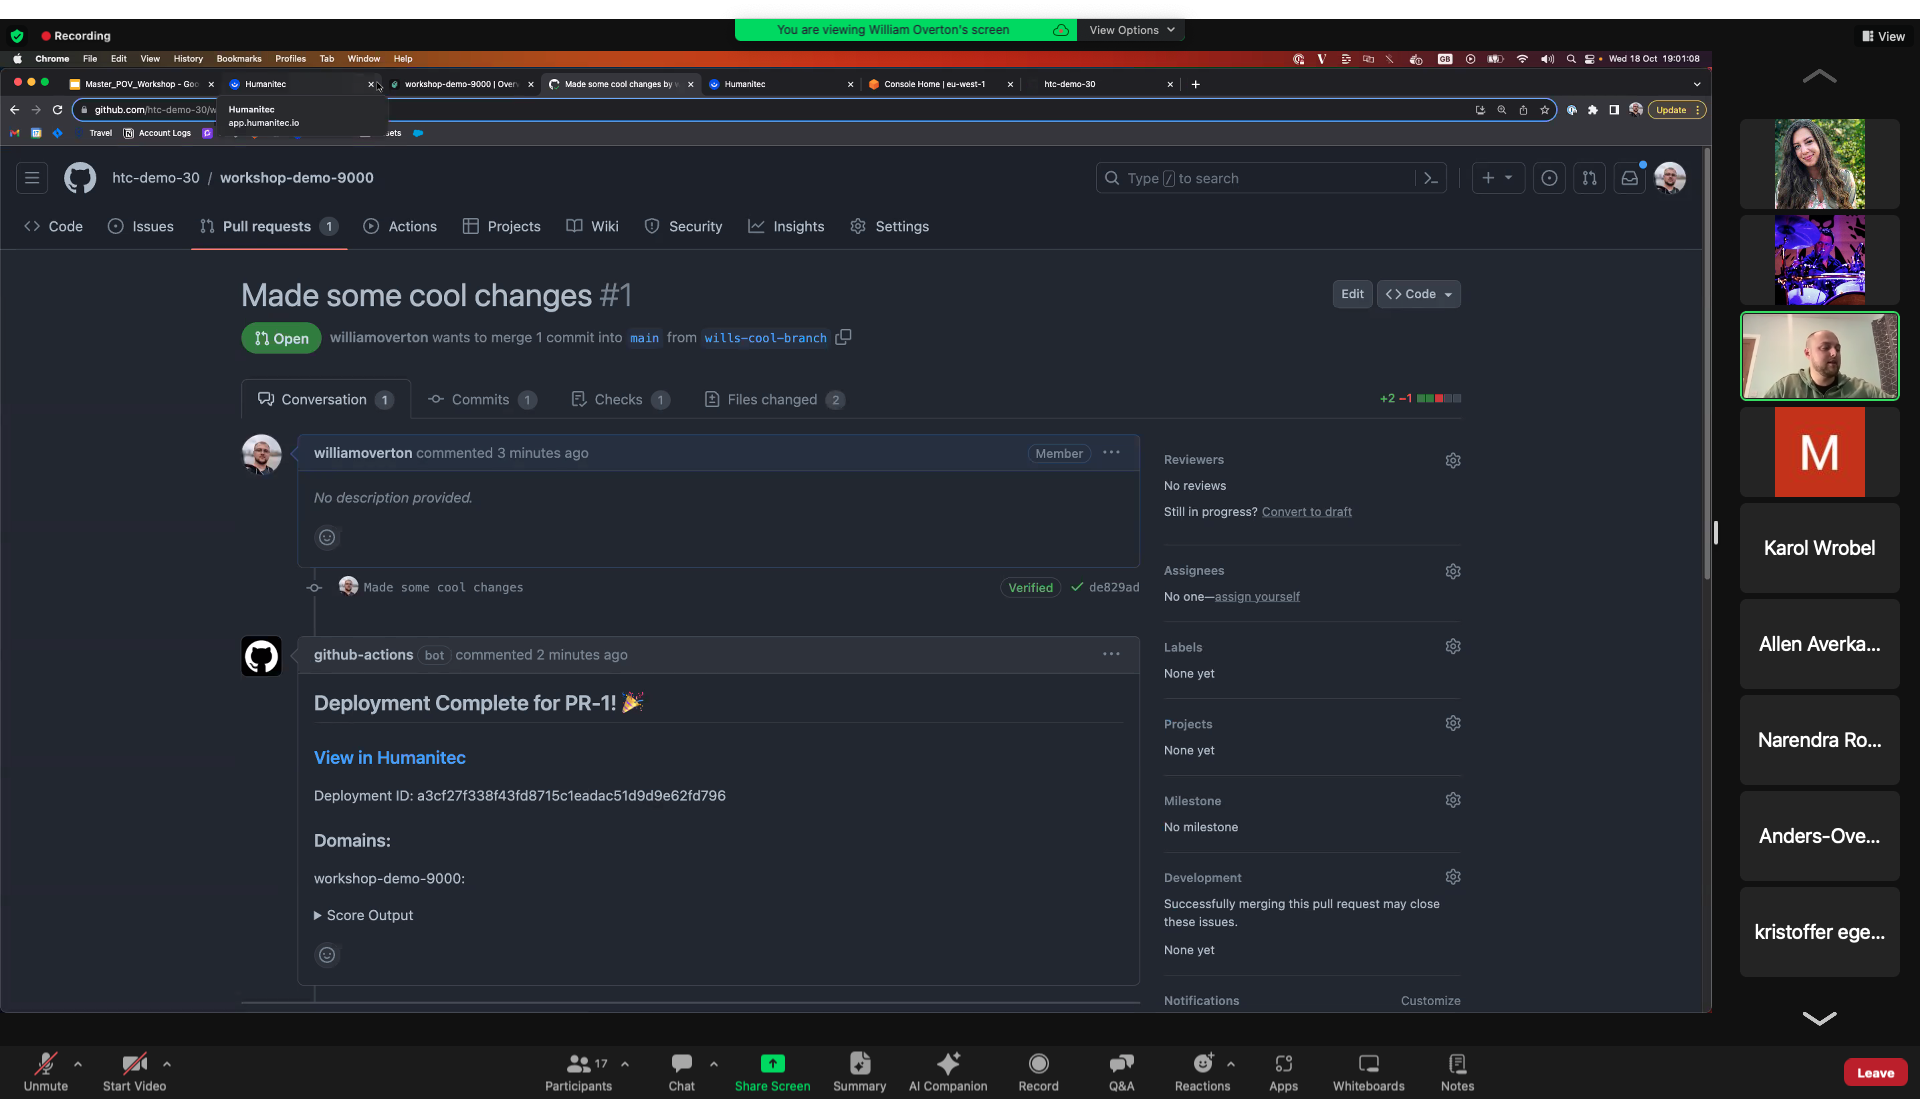 You are viewing William Overton's screen
View Options
Recording
View
Chrome File Edit View History Bookmarks Profiles Tab Window Help
GB
Wed 18 Oct 19:01:08
Master_POV_Workshop - Goo
Humanitec
workshop-demo-9000 | Over
Made some cool changes by w
Humanitec
Console Home | eu-west-1
htc-demo-30
github.com/htc-demo-30/w
Update
Humanitec
app.humanitec.io
Travel
Account Logs
htc-demo-30 / workshop-demo-9000
Type / to search
Code
Issues
Pull requests 1
Actions
Projects
Wiki
Security
Insights
Settings
Made some cool changes #1
Edit
<> Code
Open
williamoverton wants to merge 1 commit into main from wills-cool-branch
Conversation 1
Commits 1
Checks 1
Files changed 2
+2 −1
williamoverton commented 3 minutes ago
Member
No description provided.
Made some cool changes
Verified
de829ad
github-actions bot commented 2 minutes ago
Deployment Complete for PR-1! 🎉
View in Humanitec
Deployment ID: a3cf27f338f43fd8715c1eadac51d9d9e62fd796
Domains:
workshop-demo-9000:
▶ Score Output
Reviewers
No reviews
Still in progress? Convert to draft
Assignees
No one—assign yourself
Labels
None yet
Projects
None yet
Milestone
No milestone
Development
Successfully merging this pull request may close
these issues.
None yet
Notifications
Customize
M
Karol Wrobel
Allen Averka...
Narendra Ro...
Anders-Ove...
kristoffer ege...
Unmute
Start Video
17
Participants
Chat
Share Screen
Summary
AI Companion
Record
Q&A
Reactions
Apps
Whiteboards
Notes
Leave